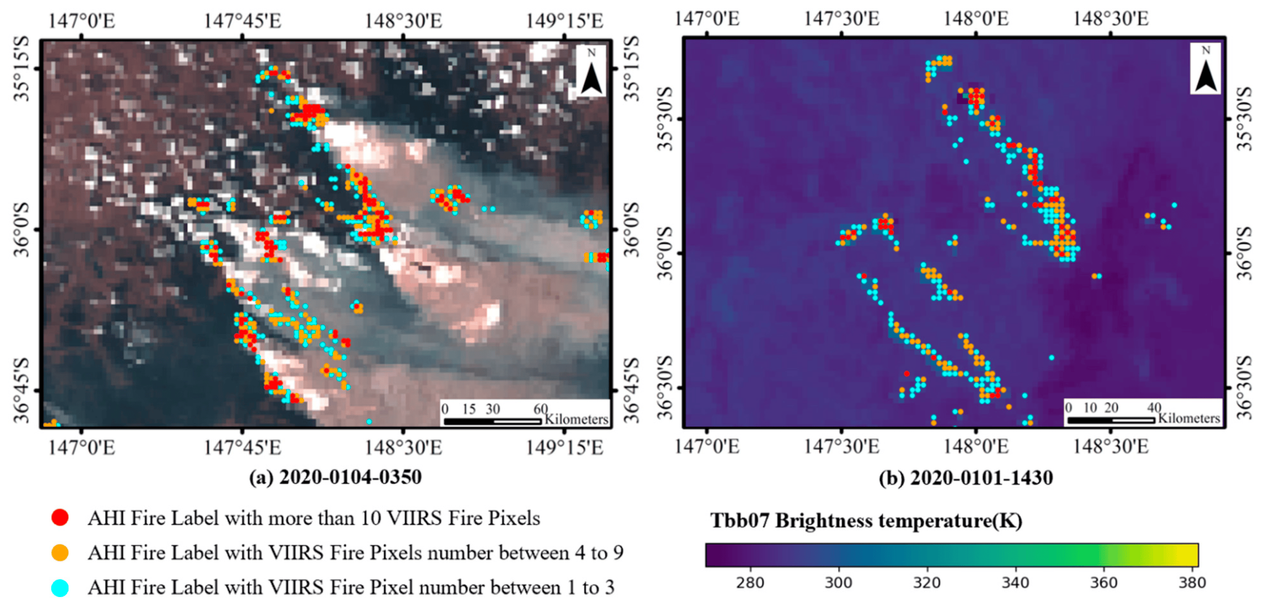 147°0'E 147°45'E 148°30'E 149°15'E
35°15'S 36°0'S 36°45'S
N
35°15'S 36°0'S 36°45'S
0 15 30 60
Kilometers
147°0'E 147°45'E 148°30'E 149°15'E
(a) 2020-0104-0350
147°0'E 147°30'E 148°0'E 148°30'E
35°30'S 36°0'S 36°30'S
N
35°30'S 36°0'S 36°30'S
0 10 20 40
Kilometers
147°0'E 147°30'E 148°0'E 148°30'E
(b) 2020-0101-1430
AHI Fire Label with more than 10 VIIRS Fire Pixels
AHI Fire Label with VIIRS Fire Pixels number between 4 to 9
AHI Fire Label with VIIRS Fire Pixel number between 1 to 3
Tbb07 Brightness temperature(K)
280 300 320 340 360 380